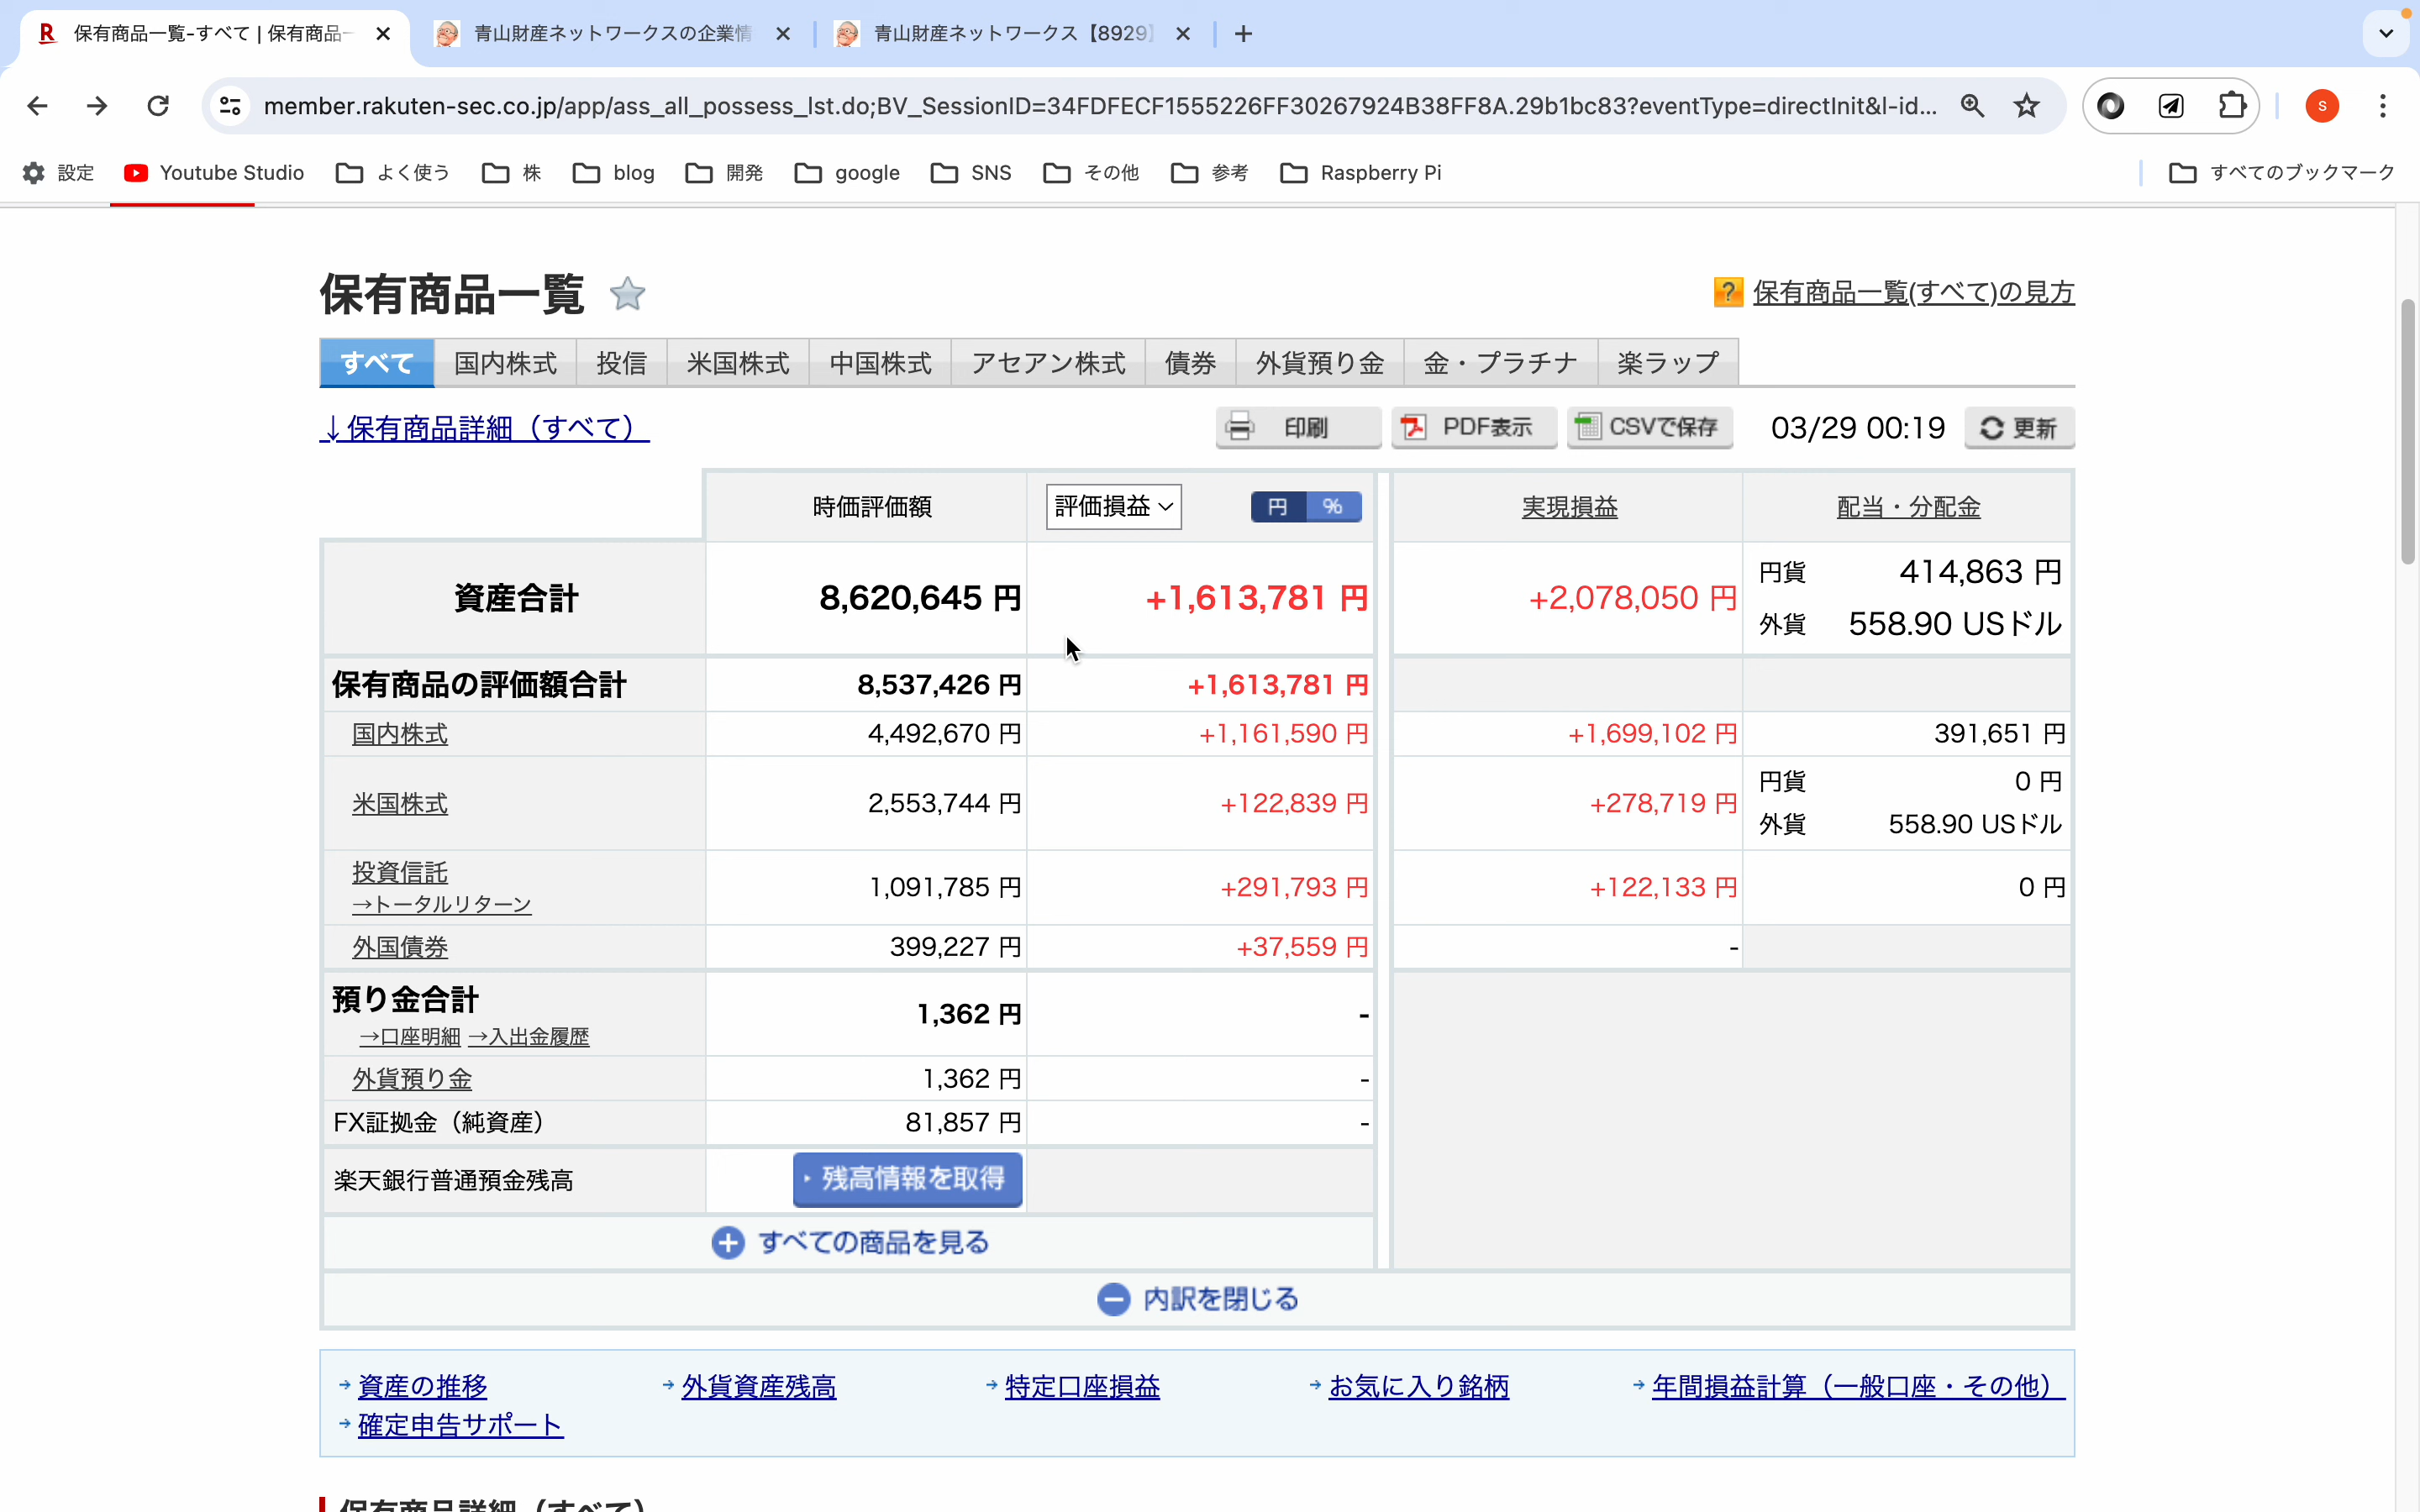 保有商品一覧-すべて | 保有商品-
青山財産ネットワークスの企業情
青山財産ネットワークス【8929】
member.rakuten-sec.co.jp/app/ass_all_possess_lst.do;BV_SessionID=34FDFECF1555226FF30267924B38FF8A.29b1bc83?eventType=directInit&l-id...
S
設定 Youtube Studio よく使う 株 blog 開発 google SNS その他 参考 Raspberry Pi すべてのブックマーク
保有商品一覧
? 保有商品一覧(すべて)の見方
すべて 国内株式 投信 米国株式 中国株式 アセアン株式 債券 外貨預り金 金・プラチナ 楽ラップ
↓保有商品詳細（すべて） 印刷 PDF表示 CSVで保存 03/29 00:19 更新
時価評価額 評価損益 円 % 実現損益 配当・分配金
資産合計 8,620,645 円 +1,613,781 円 +2,078,050 円 円貨 414,863 円
外貨 558.90 USドル
保有商品の評価額合計 8,537,426 円 +1,613,781 円
国内株式 4,492,670 円 +1,161,590 円 +1,699,102 円 391,651 円
米国株式 2,553,744 円 +122,839 円 +278,719 円 円貨 0 円
外貨 558.90 USドル
投資信託 1,091,785 円 +291,793 円 +122,133 円 0 円
→トータルリターン
外国債券 399,227 円 +37,559 円 -
預り金合計 1,362 円 -
→口座明細 →入出金履歴
外貨預り金 1,362 円 -
FX証拠金（純資産） 81,857 円 -
楽天銀行普通預金残高 残高情報を取得
すべての商品を見る
内訳を閉じる
資産の推移 外貨資産残高 特定口座損益 お気に入り銘柄 年間損益計算（一般口座・その他）
確定申告サポート
保有商品詳細（すべて）